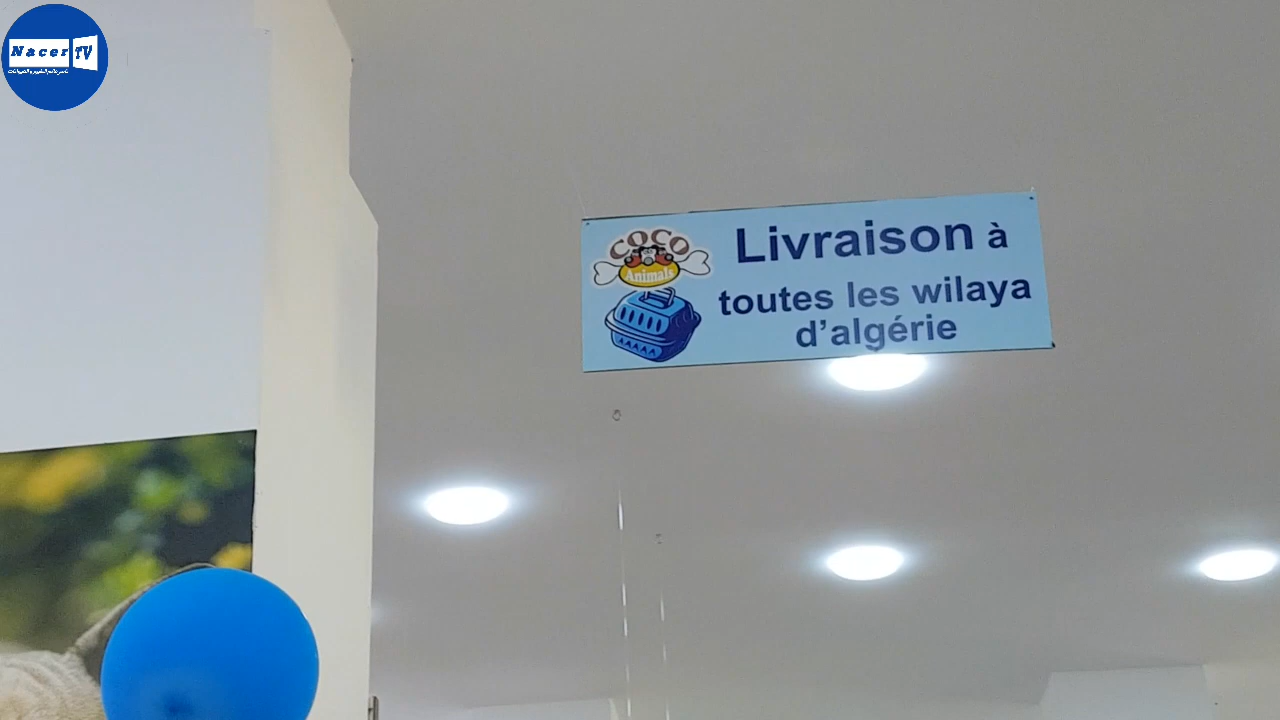 Nacer TV
COCO
Animals
Livraison à
toutes les wilaya
d'algérie